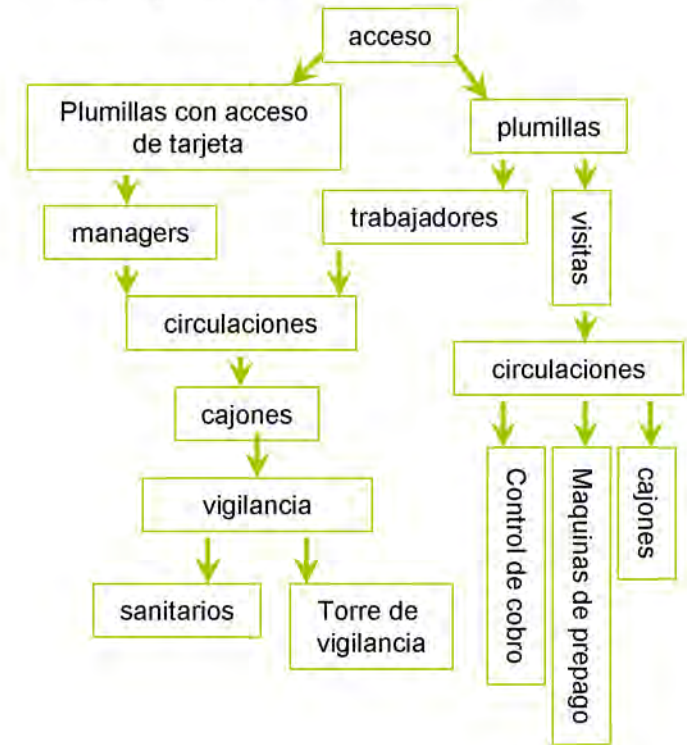 acceso
Plumillas con acceso
de tarjeta
plumillas
managers
trabajadores
visitas
circulaciones
circulaciones
cajones
vigilancia
sanitarios
Torre de
vigilancia
Control de cobro
Maquinas de prepago
cajones